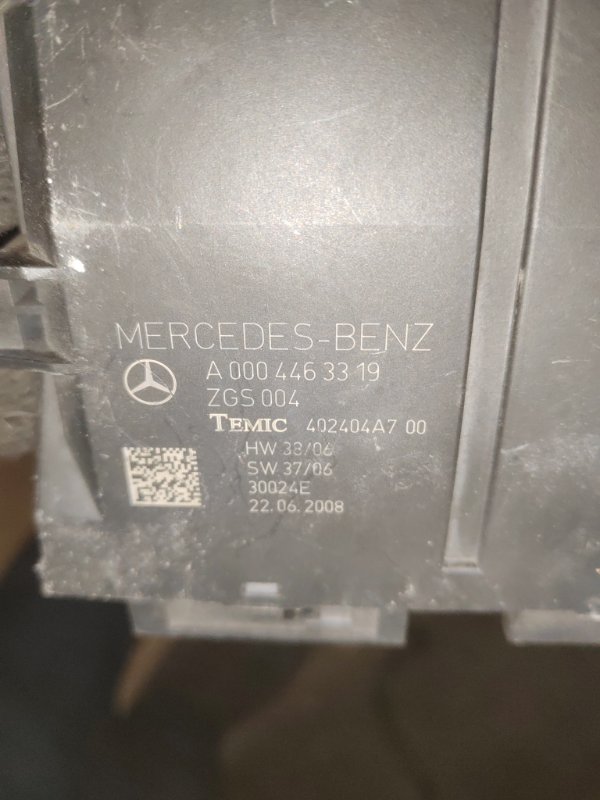 MERCEDES-BENZ
A 000 446 33 19
ZGS 004
TEMIC 402404A7 00
HW 38/06
SW 37/06
30024E
22.06.2008